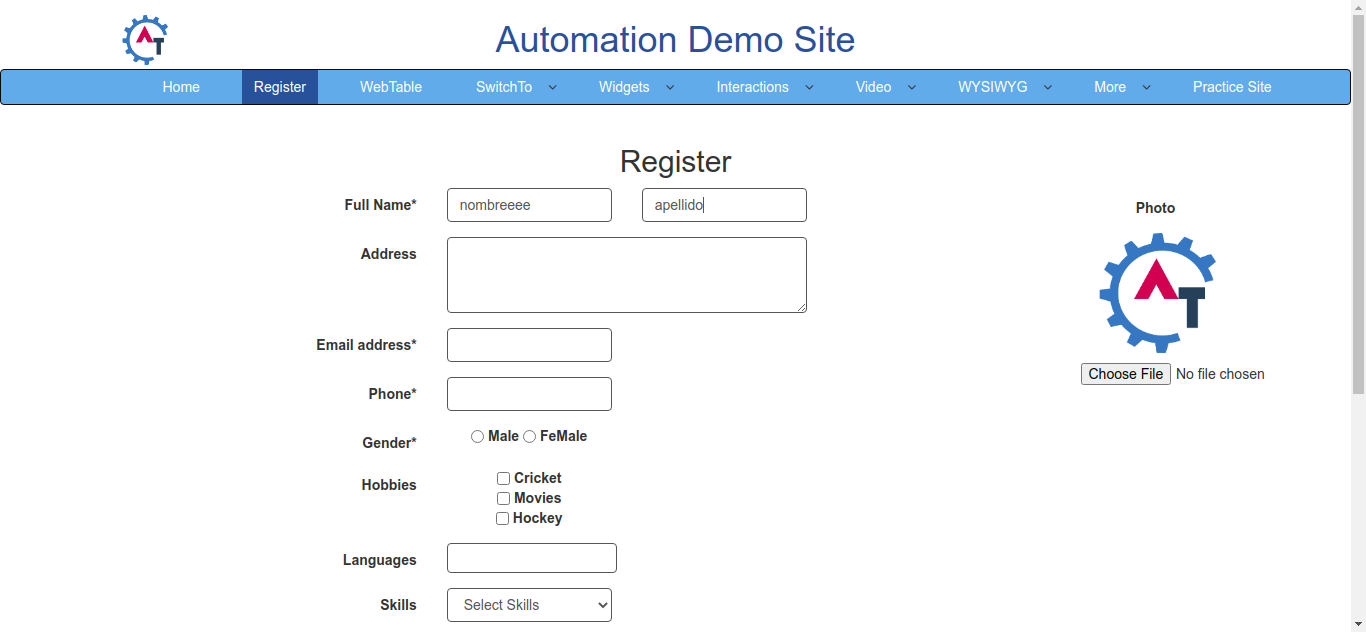 Automation Demo Site
Home Register WebTable SwitchTo Widgets Interactions Video WYSIWYG More Practice Site
Register
Full Name* nombreeee apellido
Photo
Address
AT
Email address*
Choose File No file chosen
Phone*
Gender* Male FeMale
Hobbies Cricket
Movies
Hockey
Languages
Skills Select Skills